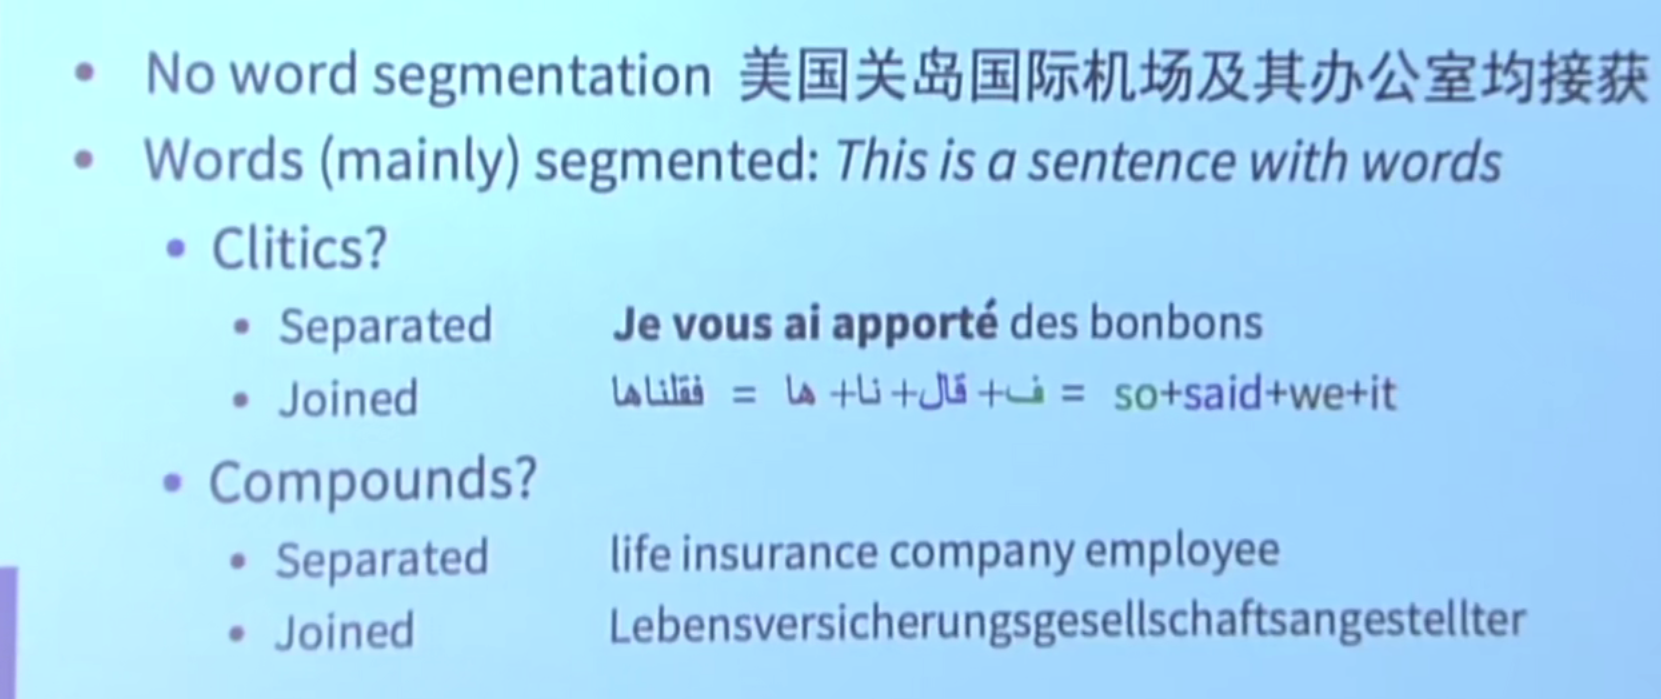 • No word segmentation 美国关岛国际机场及其办公室均接获
• Words (mainly) segmented: This is a sentence with words
• Clitics?
• Separated Je vous ai apporté des bonbons
• Joined فقلناها = ها +نا+ قال+ ف = so+said+we+it
• Compounds?
• Separated life insurance company employee
• Joined Lebensversicherungsgesellschaftsangestellter